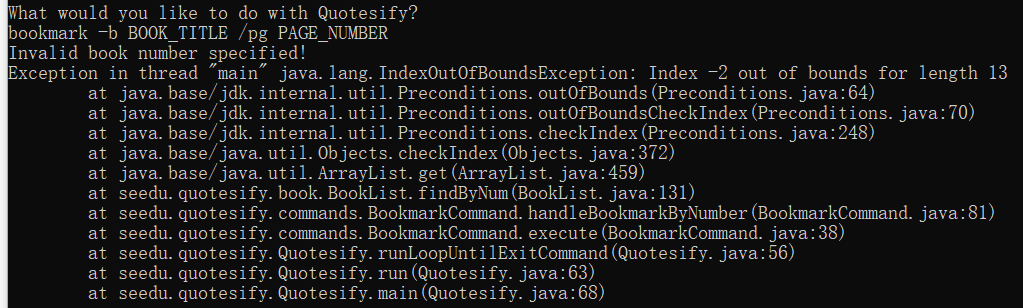 What would you like to do with Quotesify?
bookmark -b BOOK_TITLE /pg PAGE_NUMBER
Invalid book number specified!
Exception in thread "main" java.lang.IndexOutOfBoundsException: Index -2 out of bounds for length 13
        at java.base/jdk.internal.util.Preconditions.outOfBounds(Preconditions.java:64)
        at java.base/jdk.internal.util.Preconditions.outOfBoundsCheckIndex(Preconditions.java:70)
        at java.base/jdk.internal.util.Preconditions.checkIndex(Preconditions.java:248)
        at java.base/java.util.Objects.checkIndex(Objects.java:372)
        at java.base/java.util.ArrayList.get(ArrayList.java:459)
        at seedu.quotesify.book.BookList.findByNum(BookList.java:131)
        at seedu.quotesify.commands.BookmarkCommand.handleBookmarkByNumber(BookmarkCommand.java:81)
        at seedu.quotesify.commands.BookmarkCommand.execute(BookmarkCommand.java:38)
        at seedu.quotesify.Quotesify.runLoopUntilExitCommand(Quotesify.java:56)
        at seedu.quotesify.Quotesify.run(Quotesify.java:63)
        at seedu.quotesify.Quotesify.main(Quotesify.java:68)